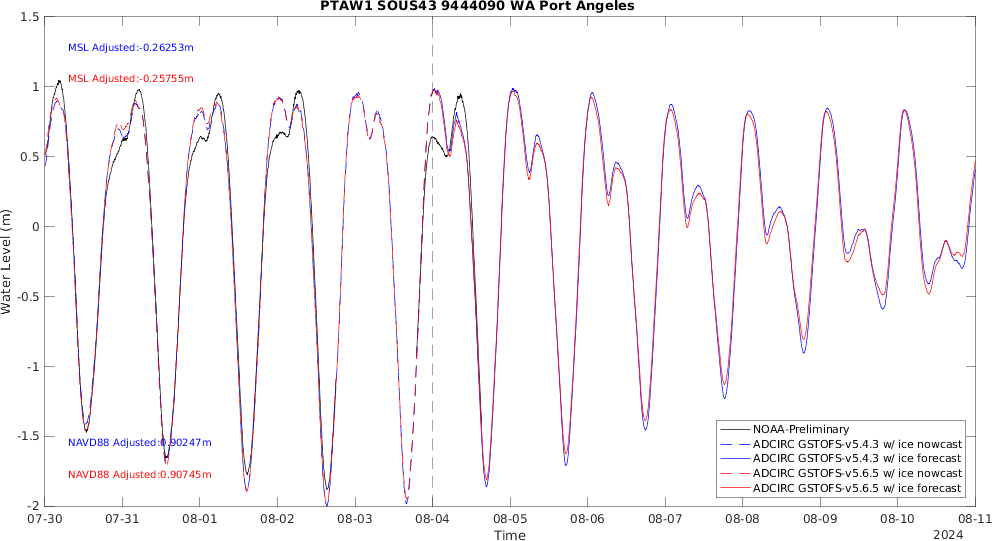 PTAW1 SOUS43 9444090 WA Port Angeles
1.5
1
0.5
0
-0.5
-1
-1.5
-2
Water Level (m)
MSL Adjusted:-0.26253m
MSL Adjusted:-0.25755m
NAVD88 Adjusted:0.90247m
NAVD88 Adjusted:0.90745m
NOAA-Preliminary
ADCIRC GSTOFS-v5.4.3 w/ ice nowcast
ADCIRC GSTOFS-v5.4.3 w/ ice forecast
ADCIRC GSTOFS-v5.6.5 w/ ice nowcast
ADCIRC GSTOFS-v5.6.5 w/ ice forecast
07-30 07-31 08-01 08-02 08-03 08-04 08-05 08-06 08-07 08-08 08-09 08-10 08-11
Time
2024